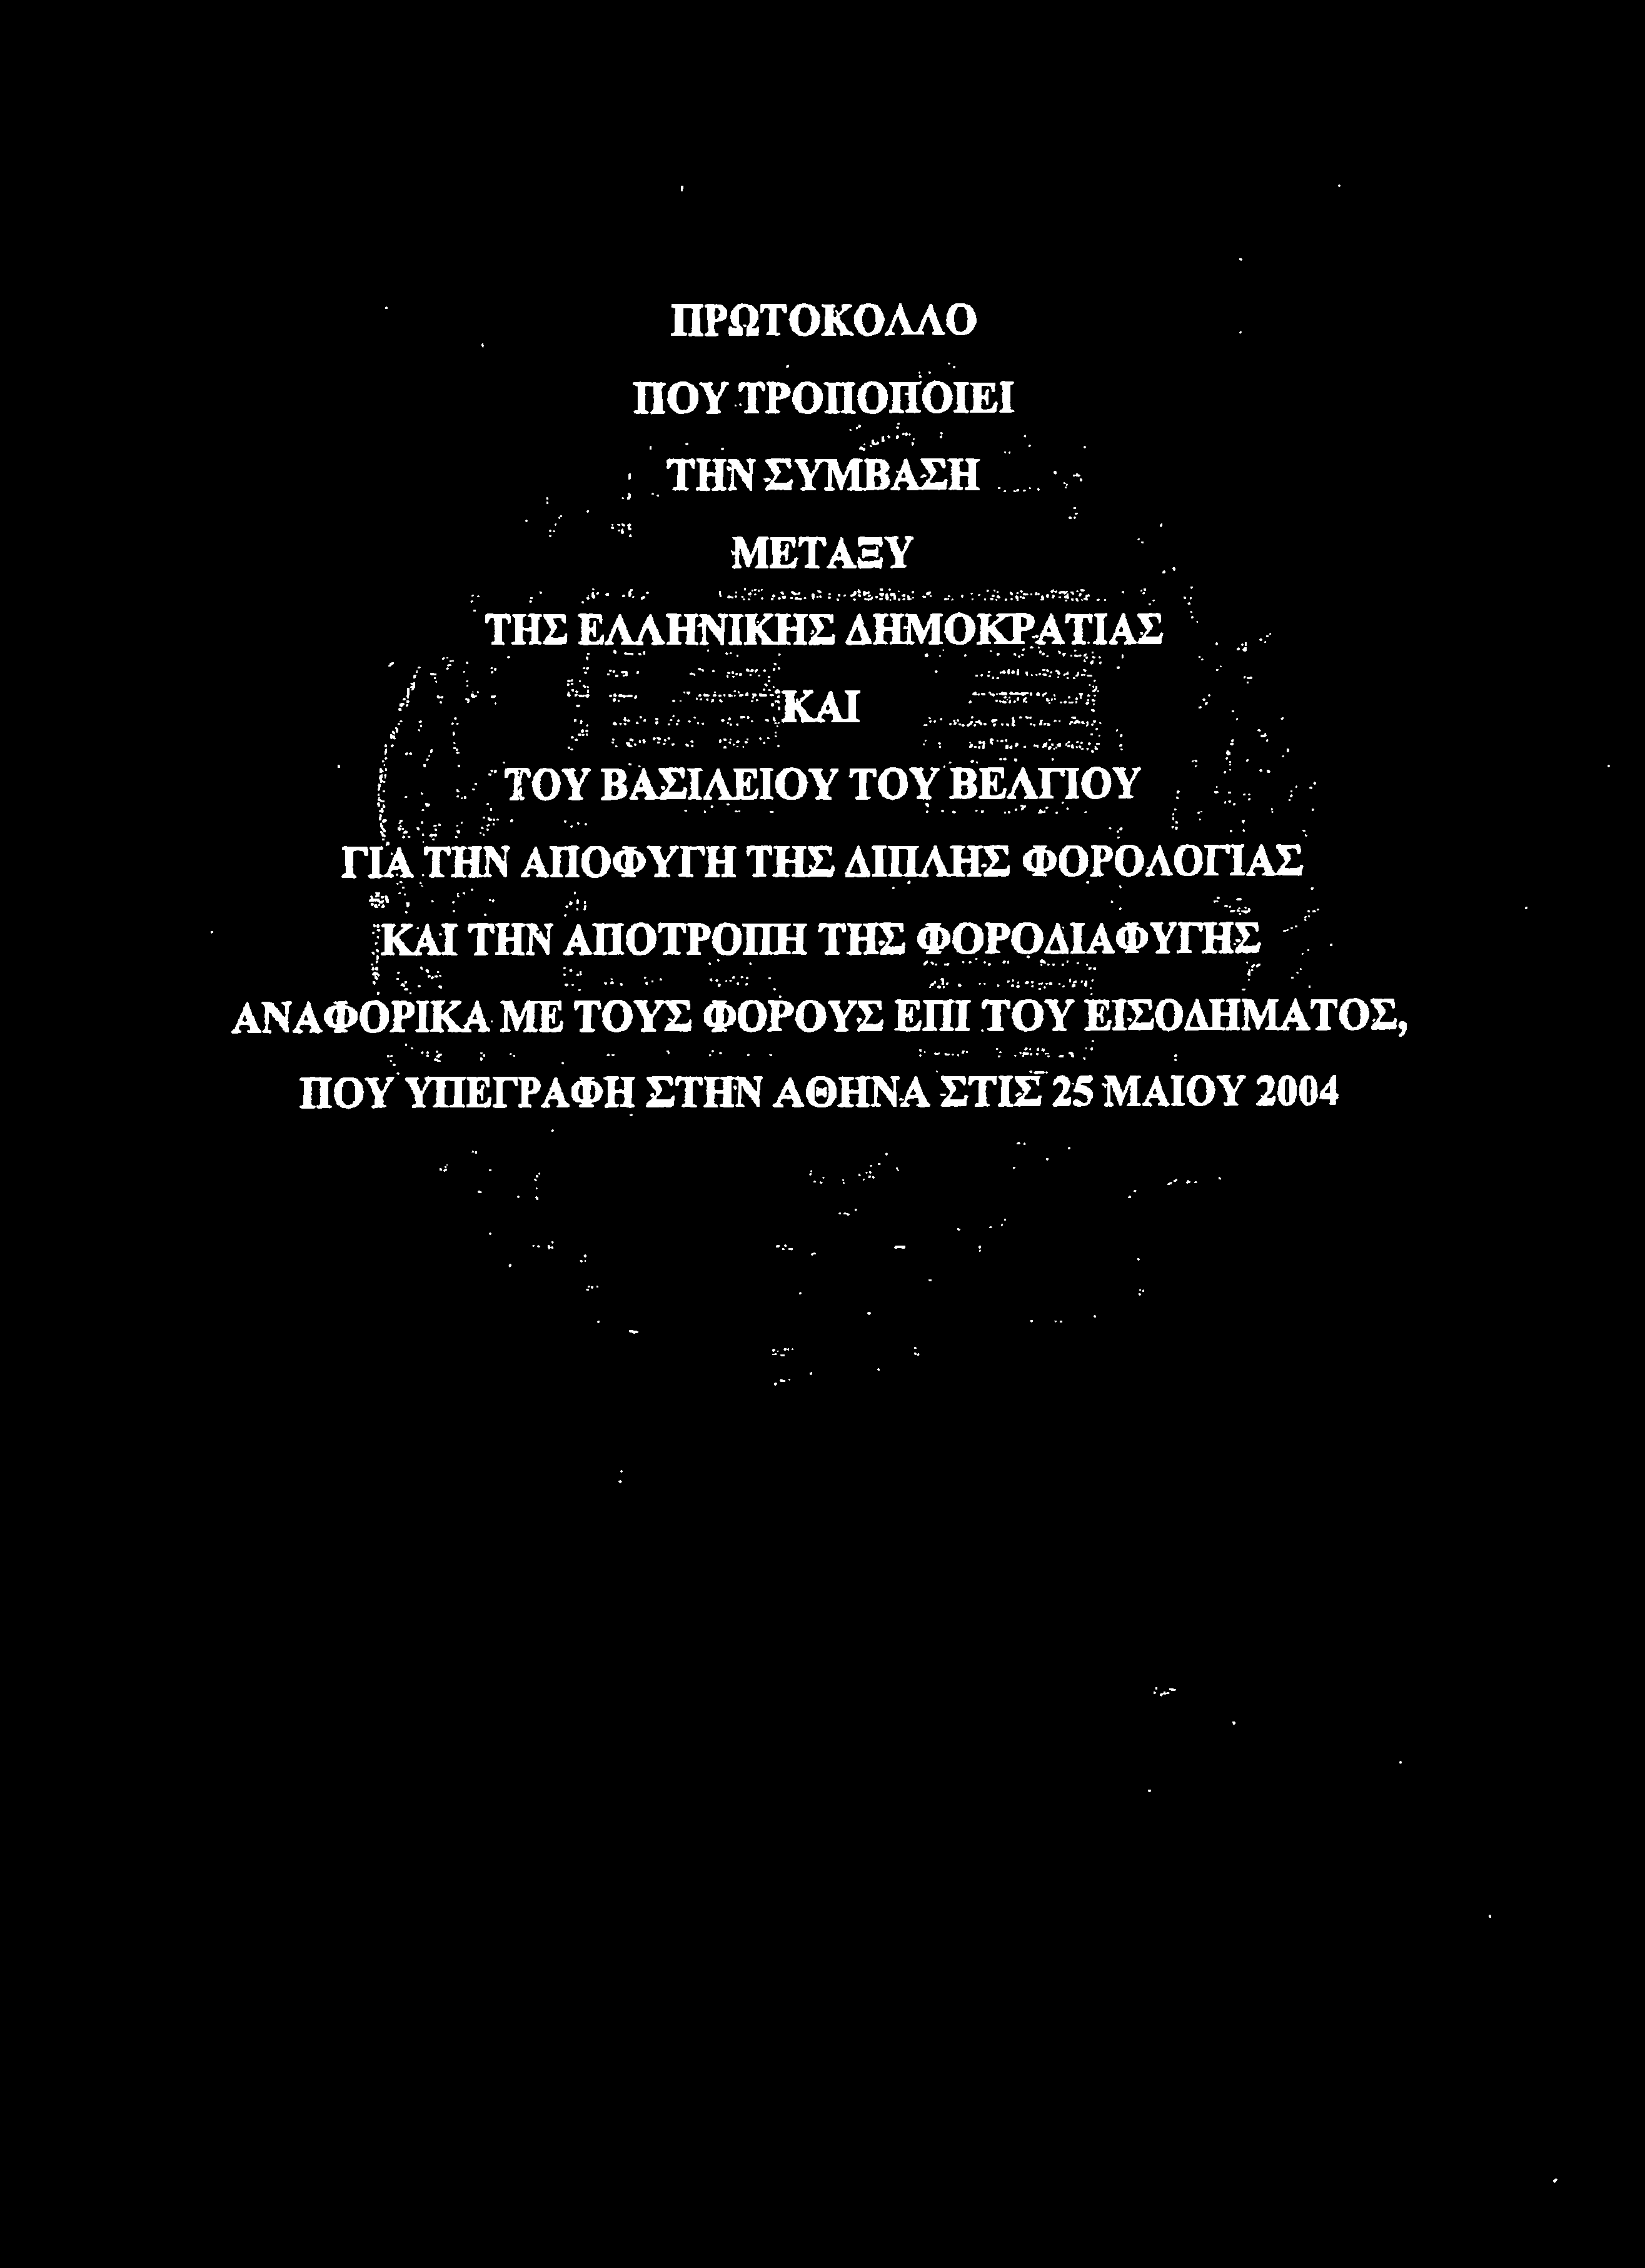 ΠΡΩΤΟΚΟΛΛΟ
ΠΟΥ ΤΡΟΠΟΠΟΙΕΙ
ΤΗΝ ΣΥΜΒΑΣΗ
ΜΕΤΑΞΥ
ΤΗΣ ΕΛΛΗΝΙΚΗΣ ΔΗΜΟΚΡΑΤΙΑΣ
ΚΑΙ
ΤΟΥ ΒΑΣΙΛΕΙΟΥ ΤΟΥ ΒΕΛΓΙΟΥ
ΓΙΑ ΤΗΝ ΑΠΟΦΥΓΗ ΤΗΣ ΔΙΠΛΗΣ ΦΟΡΟΛΟΓΙΑΣ
ΚΑΙ ΤΗΝ ΑΠΟΤΡΟΠΗ ΤΗΣ ΦΟΡΟΔΙΑΦΥΓΗΣ
ΑΝΑΦΟΡΙΚΑ ΜΕ ΤΟΥΣ ΦΟΡΟΥΣ ΕΠΙ ΤΟΥ ΕΙΣΟΔΗΜΑΤΟΣ,
ΠΟΥ ΥΠΕΓΡΑΦΗ ΣΤΗΝ ΑΘΗΝΑ ΣΤΙΣ 25 ΜΑΙΟΥ 2004